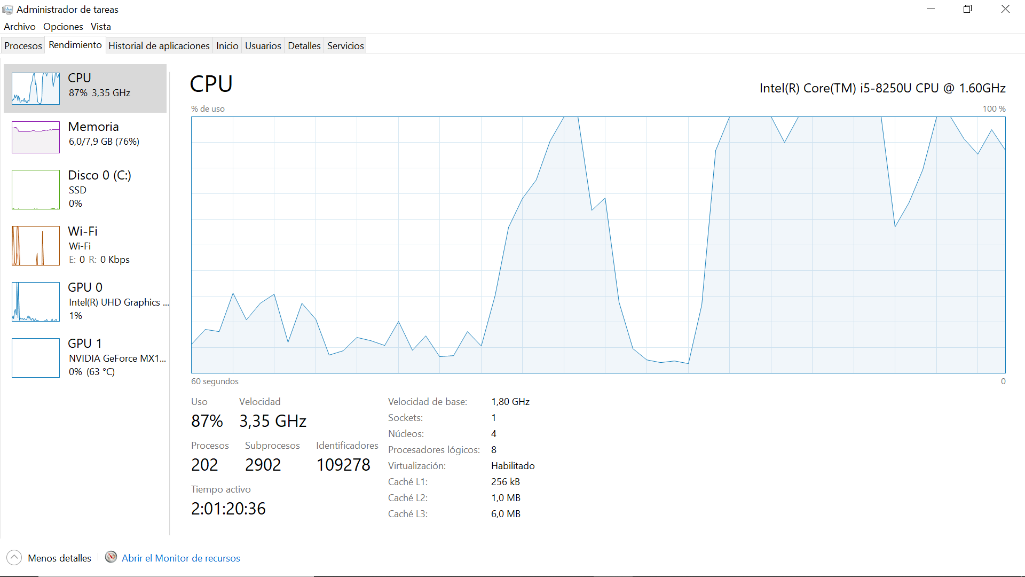 Administrador de tareas
Archivo Opciones Vista
Procesos Rendimiento Historial de aplicaciones Inicio Usuarios Detalles Servicios
CPU
87% 3,35 GHz
Memoria
6,0/7,9 GB (76%)
Disco 0 (C:)
SSD
0%
Wi-Fi
Wi-Fi
E: 0 R: 0 Kbps
GPU 0
Intel(R) UHD Graphics ...
1%
GPU 1
NVIDIA GeForce MX1...
0% (63 °C)
CPU
Intel(R) Core(TM) i5-8250U CPU @ 1.60GHz
% de uso 100 %
60 segundos 0
Uso Velocidad
87% 3,35 GHz
Procesos Subprocesos Identificadores
202 2902 109278
Tiempo activo
2:01:20:36
Velocidad de base: 1,80 GHz
Sockets: 1
Núcleos: 4
Procesadores lógicos: 8
Virtualización: Habilitado
Caché L1: 256 kB
Caché L2: 1,0 MB
Caché L3: 6,0 MB
Menos detalles Abrir el Monitor de recursos